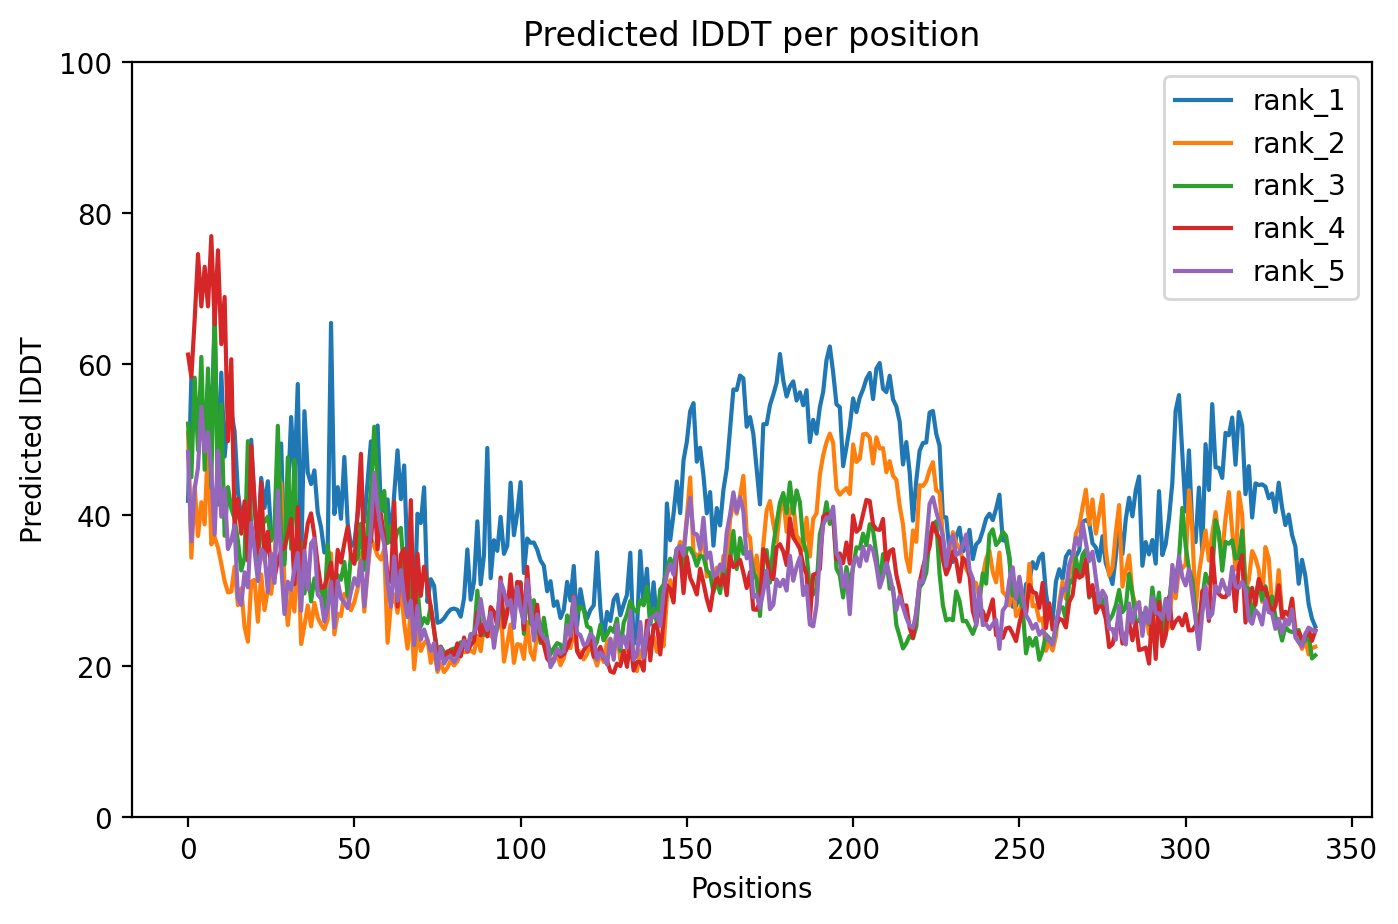 Predicted lDDT per position
100
80
60
40
20
0
Predicted lDDT
0 50 100 150 200 250 300 350
Positions
rank_1
rank_2
rank_3
rank_4
rank_5